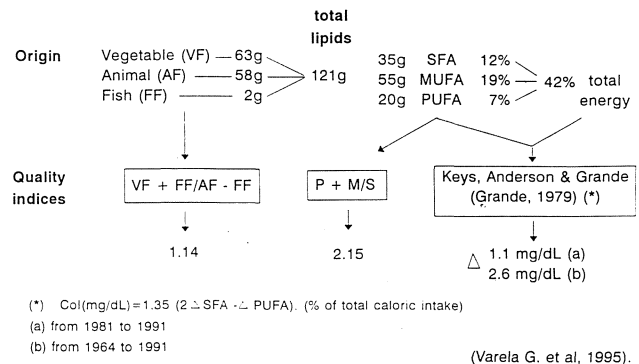 total
lipids
Origin
Vegetable (VF) 63g
Animal (AF) 58g
Fish (FF) 2g
121g
35g SFA 12%
55g MUFA 19%
20g PUFA 7%
42% total
energy
Quality
indices
VF + FF/AF - FF
P + M/S
Keys, Anderson & Grande
(Grande, 1979) (*)
1.14
2.15
△ 1.1 mg/dL (a)
2.6 mg/dL (b)
(*) Col(mg/dL)=1.35 (2 △SFA -△ PUFA). (% of total caloric intake)
(a) from 1981 to 1991
(b) from 1964 to 1991
(Varela G. et al, 1995).